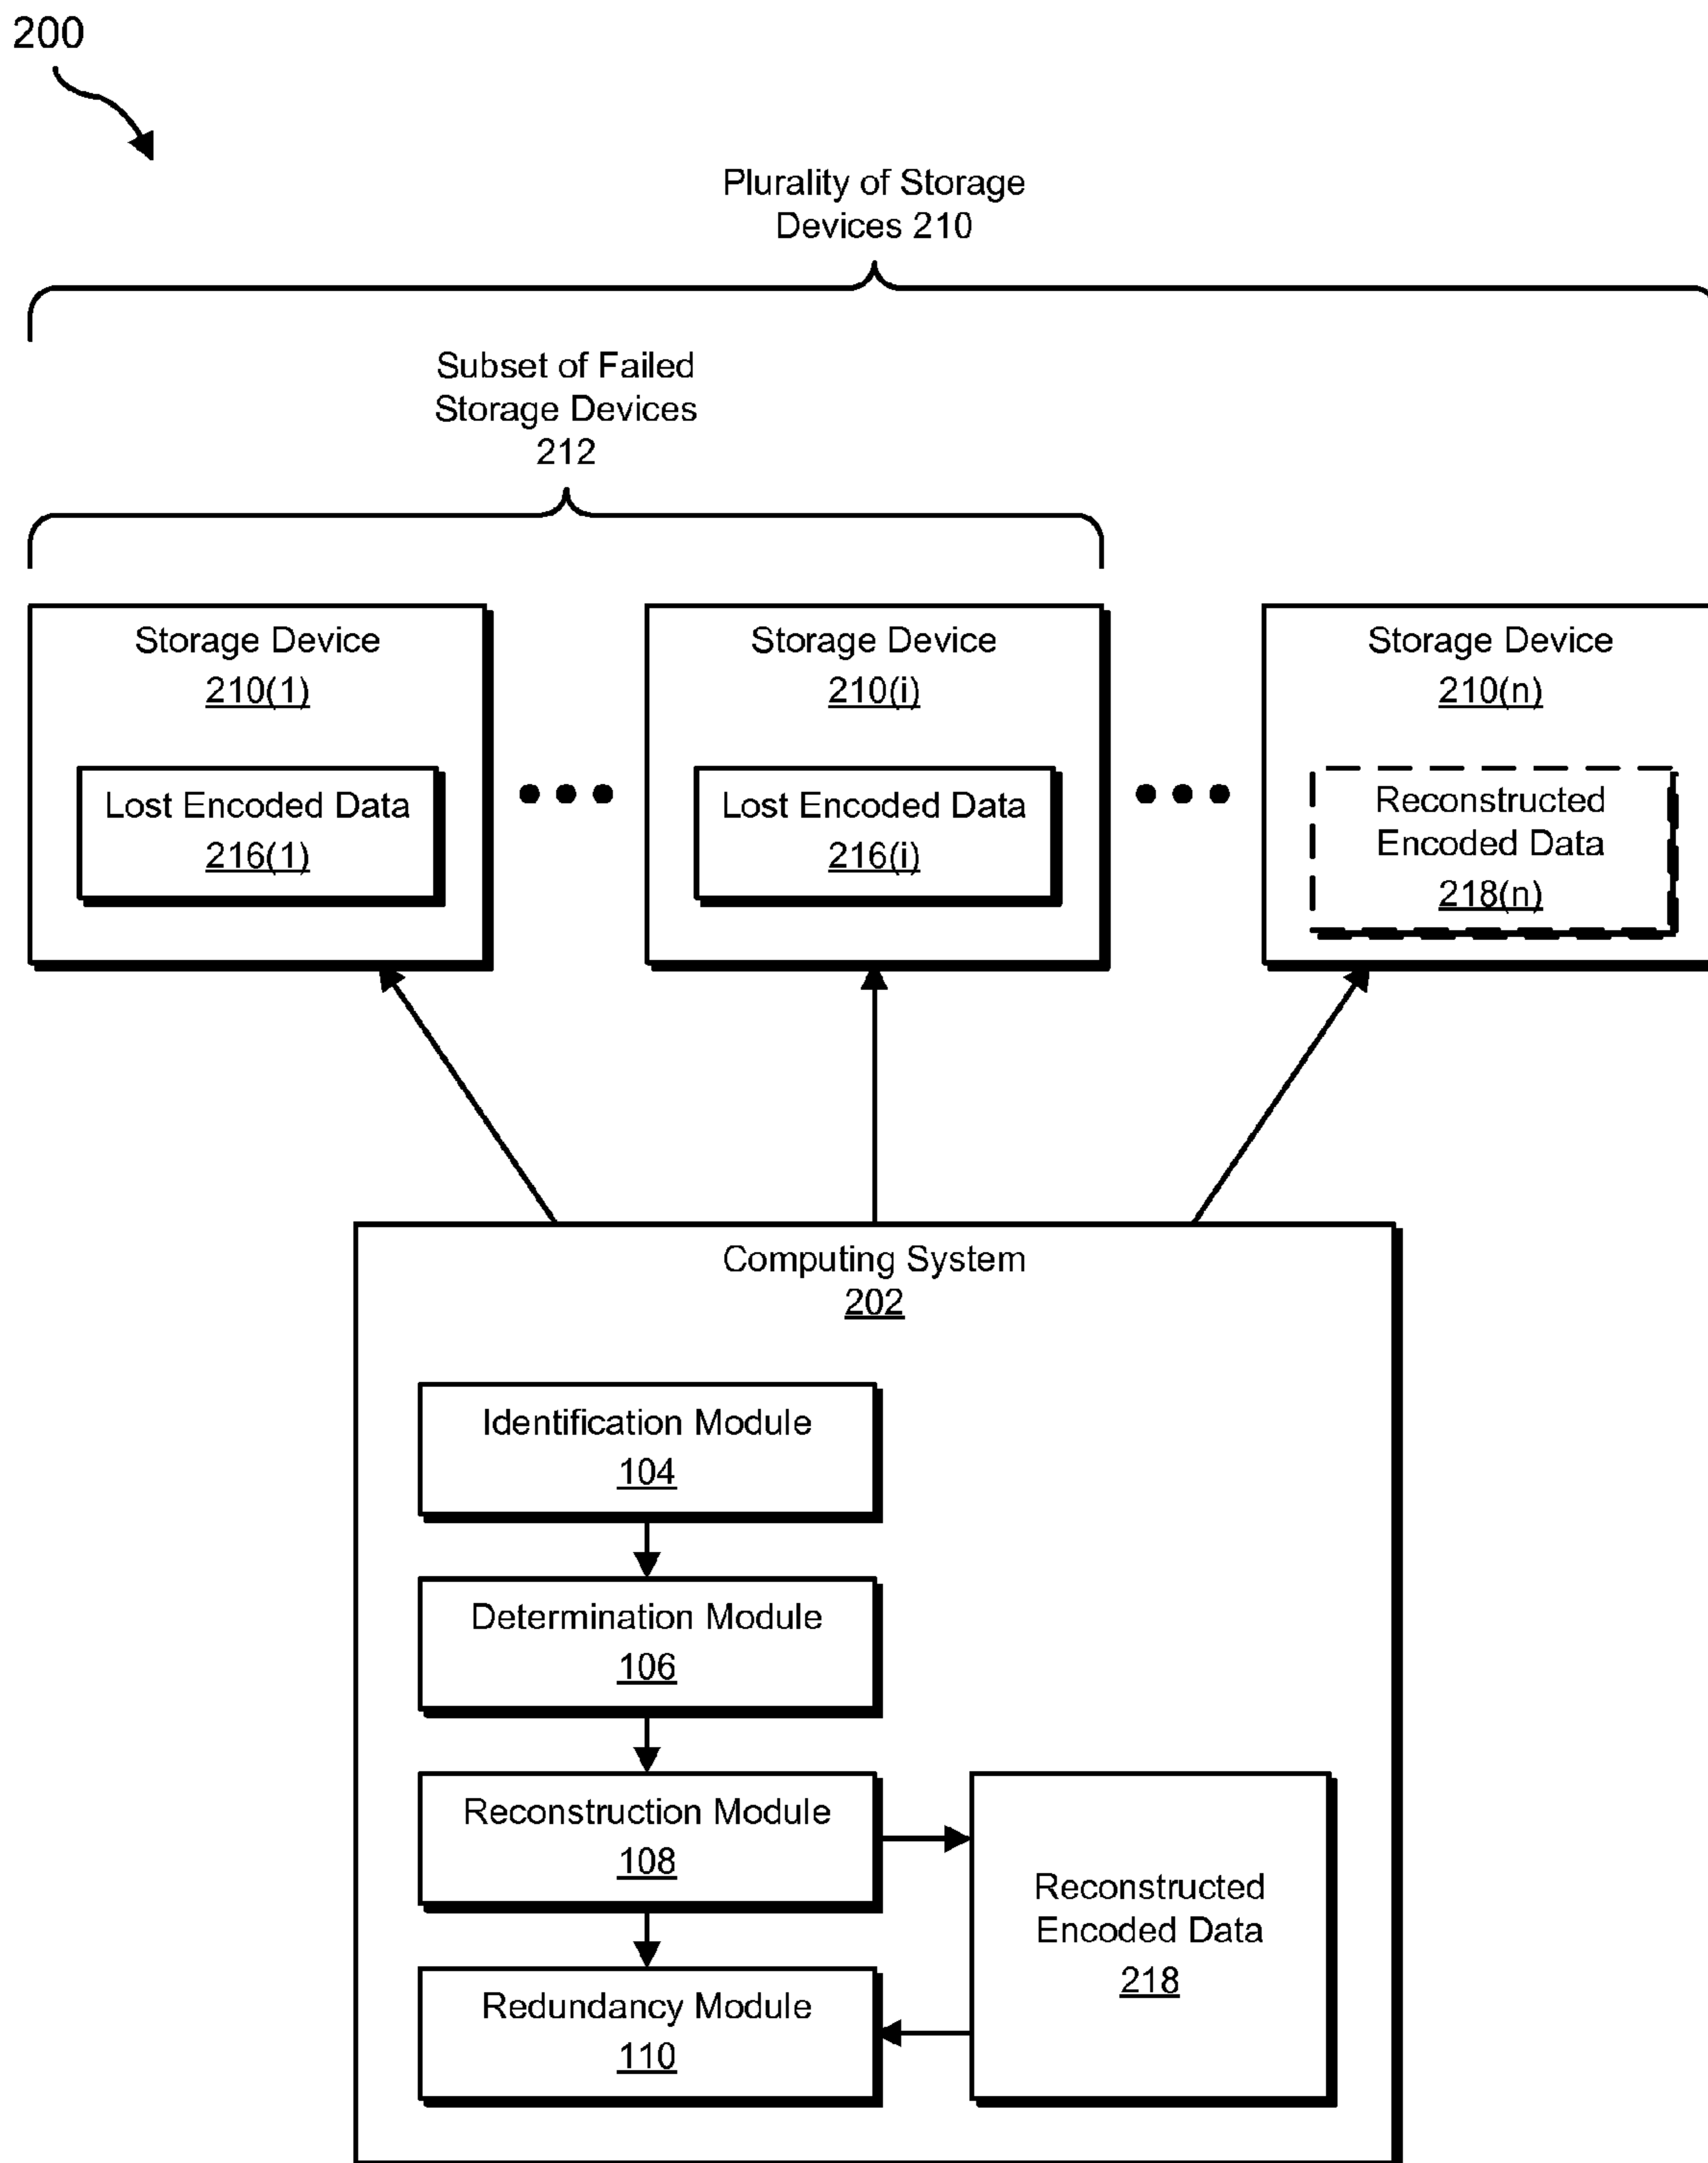 200
Plurality of Storage
Devices 210
Subset of Failed
Storage Devices
212
Storage Device
210(1)
Lost Encoded Data
216(1)
Storage Device
210(i)
Lost Encoded Data
216(i)
Storage Device
210(n)
Reconstructed
Encoded Data
218(n)
Computing System
202
Identification Module
104
Determination Module
106
Reconstruction Module
108
Reconstructed
Encoded Data
218
Redundancy Module
110